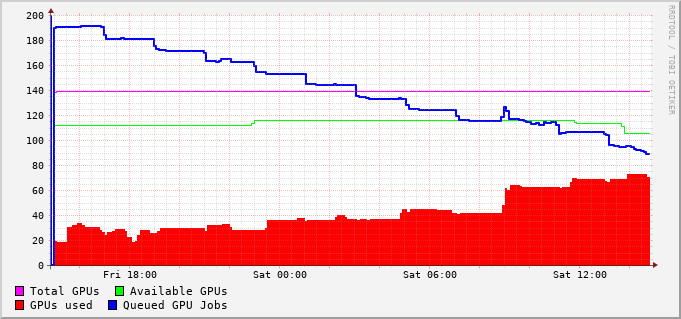 200
180
160
140
120
100
80
60
40
20
0
Fri 18:00 Sat 00:00 Sat 06:00 Sat 12:00
Total GPUs Available GPUs
GPUs used Queued GPU Jobs
RRDTOOL / TOBI OETIKER